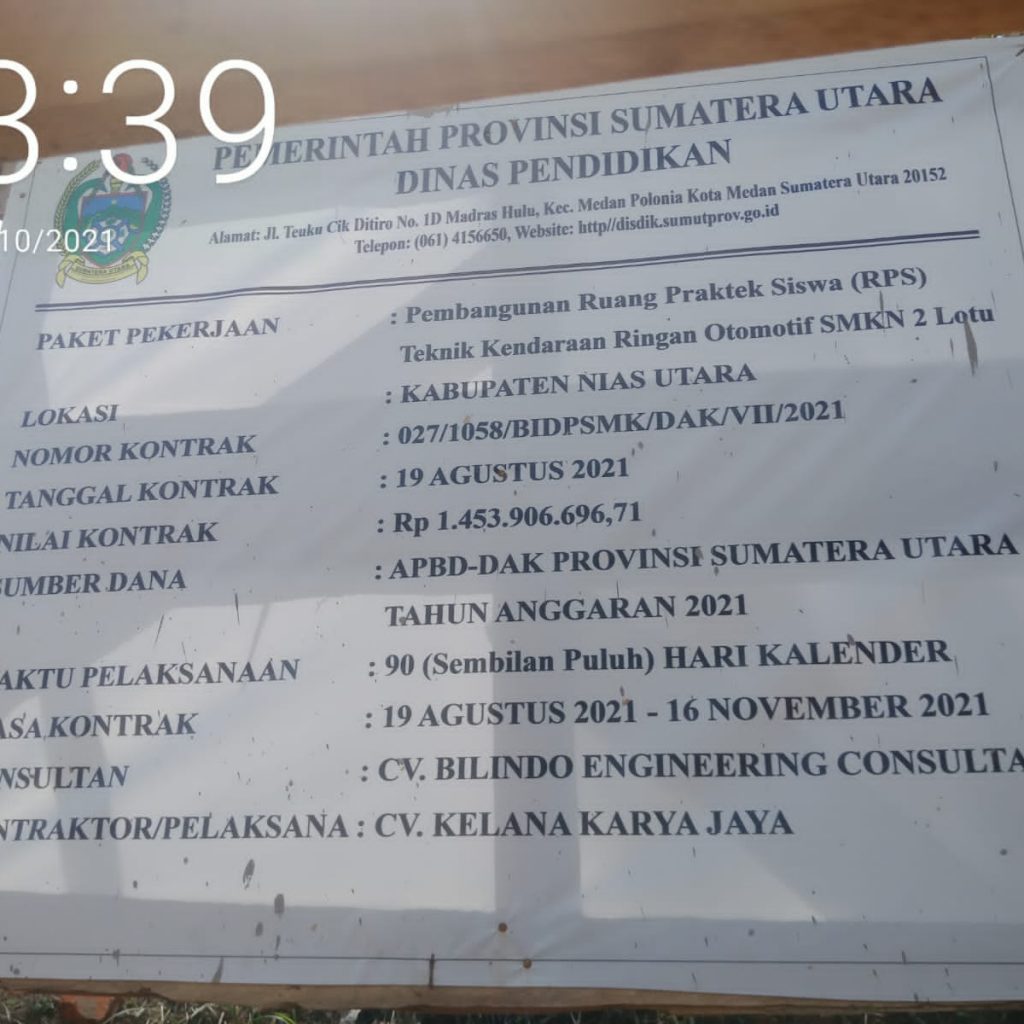 3:39
10/2021
PEMERINTAH PROVINSI SUMATERA UTARA
DINAS PENDIDIKAN
Alamat: Jl. Teuku Cik Ditiro No. 1D Madras Hulu, Kec. Medan Polonia Kota Medan Sumatera Utara 20152
Telepon: (061) 4156650, Website: http//disdik.sumutprov.go.id
SUMATERA UTARA
PAKET PEKERJAAN : Pembangunan Ruang Praktek Siswa (RPS)
Teknik Kendaraan Ringan Otomotif SMKN 2 Lotu
LOKASI : KABUPATEN NIAS UTARA
NOMOR KONTRAK : 027/1058/BIDPSMK/DAK/VII/2021
TANGGAL KONTRAK : 19 AGUSTUS 2021
NILAI KONTRAK : Rp 1.453.906.696,71
SUMBER DANA : APBD-DAK PROVINSI SUMATERA UTARA
TAHUN ANGGARAN 2021
AKTU PELAKSANAAN : 90 (Sembilan Puluh) HARI KALENDER
ASA KONTRAK : 19 AGUSTUS 2021 - 16 NOVEMBER 2021
NSULTAN : CV. BILINDO ENGINEERING CONSULTA
NTRAKTOR/PELAKSANA : CV. KELANA KARYA JAYA